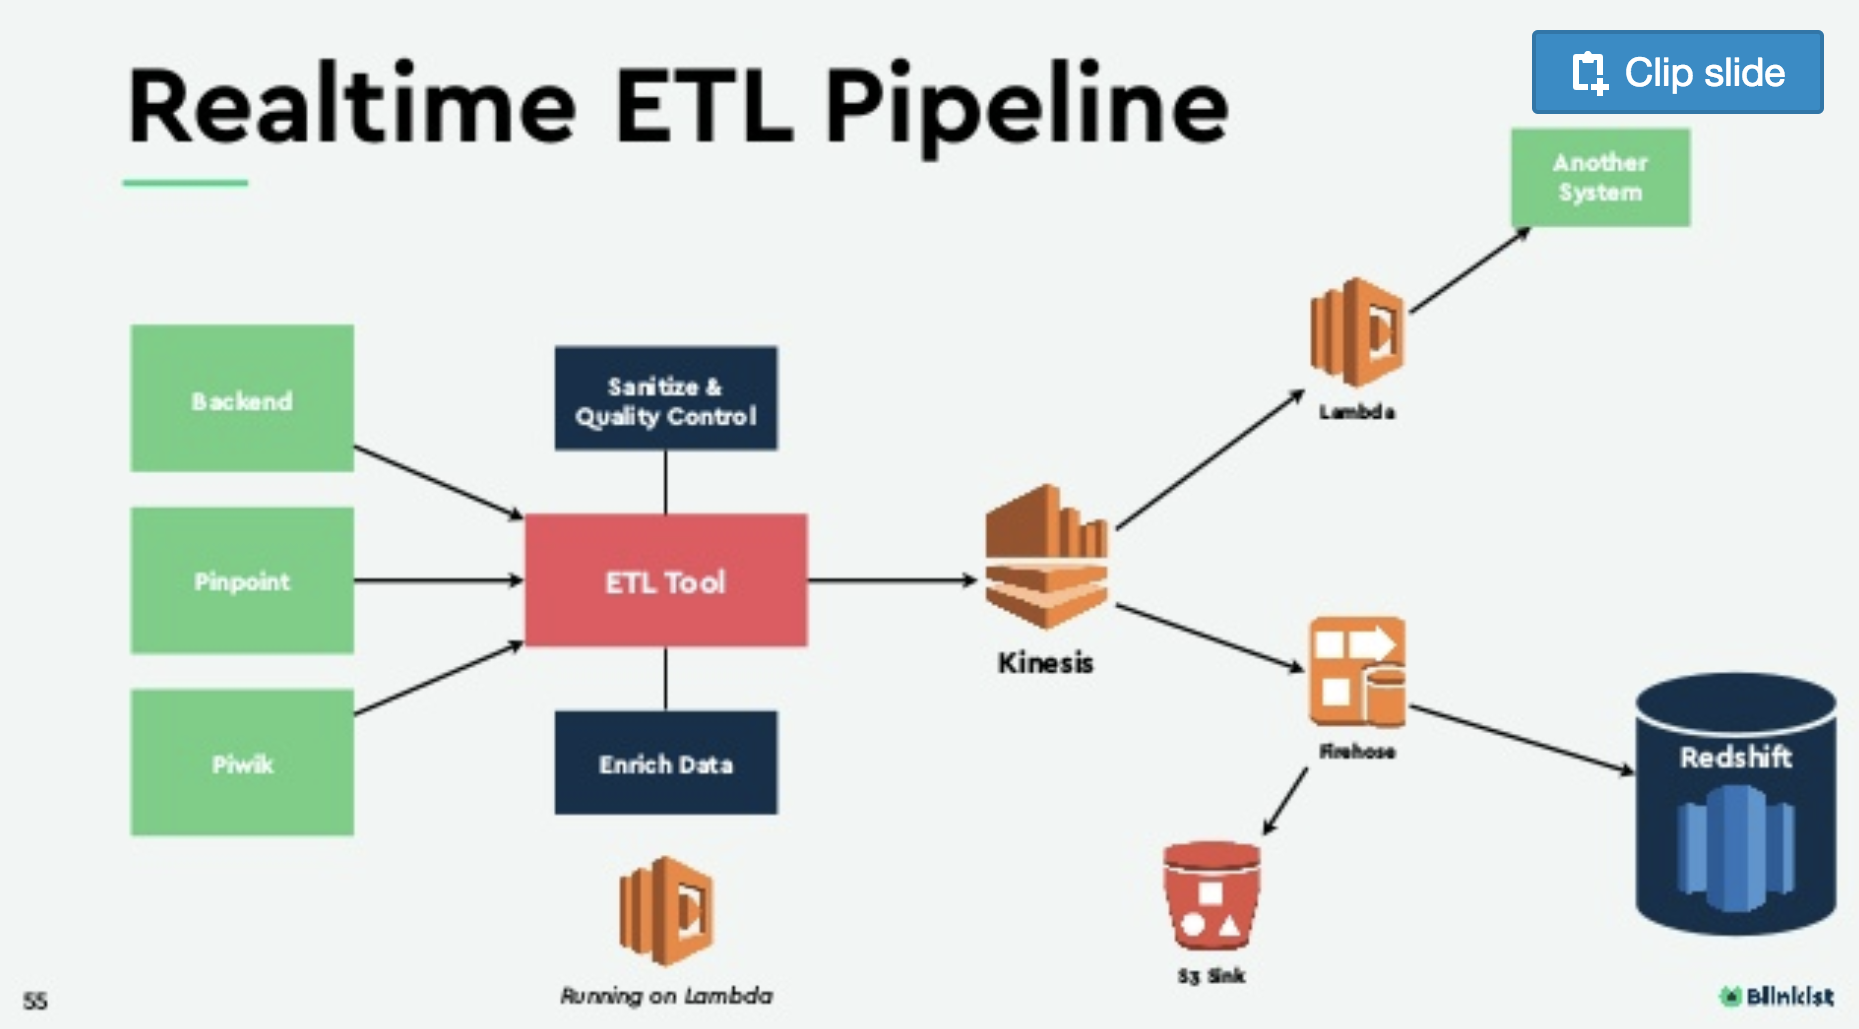 Realtime ETL Pipeline
Clip slide
Another
System
Backend
Sanitize &
Quality Control
Lambda
Pinpoint
ETL Tool
Kinesis
Piwik
Enrich Data
Firehose
Redshift
S3 Sink
Running on Lambda
55
Blinkist